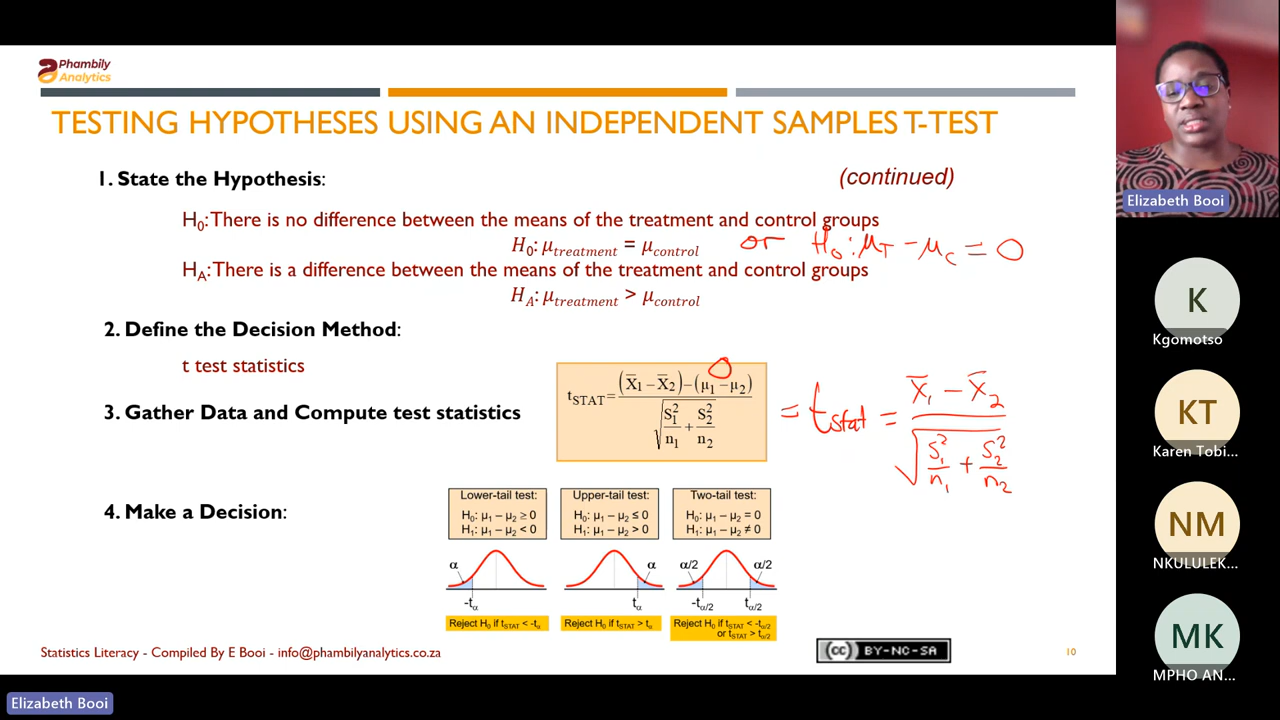 Phambily
Analytics
TESTING HYPOTHESES USING AN INDEPENDENT SAMPLES T-TEST
1. State the Hypothesis:
(continued)
H₀: There is no difference between the means of the treatment and control groups
H₀: μtreatment = μcontrol or H₀: μT - μC = 0
HA: There is a difference between the means of the treatment and control groups
HA: μtreatment > μcontrol
2. Define the Decision Method:
t test statistics
3. Gather Data and Compute test statistics
tSTAT = ((X̄₁ − X̄₂) − (μ₁ − μ₂)) / √(S₁²/n₁ + S₂²/n₂)
0
= tstat = (X̄₁ - X̄₂) / √(S₁²/n₁ + S₂²/n₂)
4. Make a Decision:
Lower-tail test:
H₀: μ₁ − μ₂ ≥ 0
H₁: μ₁ − μ₂ < 0
α
-tα
Reject H₀ if tSTAT < -tα
Upper-tail test:
H₀: μ₁ − μ₂ ≤ 0
H₁: μ₁ − μ₂ > 0
α
tα
Reject H₀ if tSTAT > tα
Two-tail test:
H₀: μ₁ − μ₂ = 0
H₁: μ₁ − μ₂ ≠ 0
α/2 α/2
-tα/2 tα/2
Reject H₀ if tSTAT < -tα/2
or tSTAT > tα/2
Statistics Literacy - Compiled By E Booi - info@phambilyanalytics.co.za
cc BY-NC-SA
10
Elizabeth Booi
Elizabeth Booi
K
Kgomotso
KT
Karen Tobi...
NM
NKULULEK...
MK
MPHO AN...